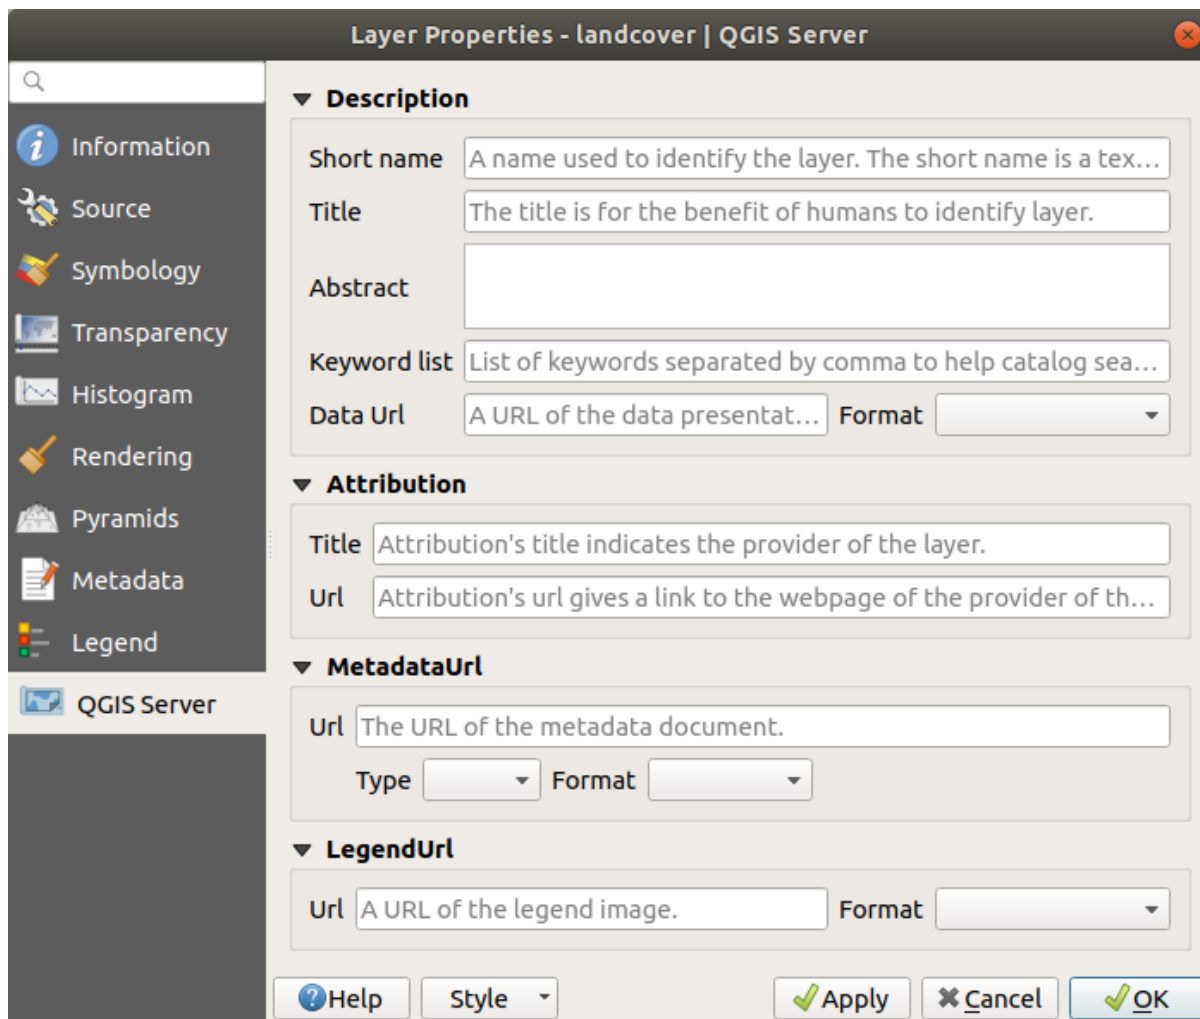 Layer Properties - landcover | QGIS Server
Information
Source
Symbology
Transparency
Histogram
Rendering
Pyramids
Metadata
Legend
QGIS Server
Description
Short name A name used to identify the layer. The short name is a tex...
Title The title is for the benefit of humans to identify layer.
Abstract
Keyword list List of keywords separated by comma to help catalog sea...
Data Url A URL of the data presentat... Format
Attribution
Title Attribution's title indicates the provider of the layer.
Url Attribution's url gives a link to the webpage of the provider of th...
MetadataUrl
Url The URL of the metadata document.
Type Format
LegendUrl
Url A URL of the legend image. Format
Help Style Apply Cancel OK